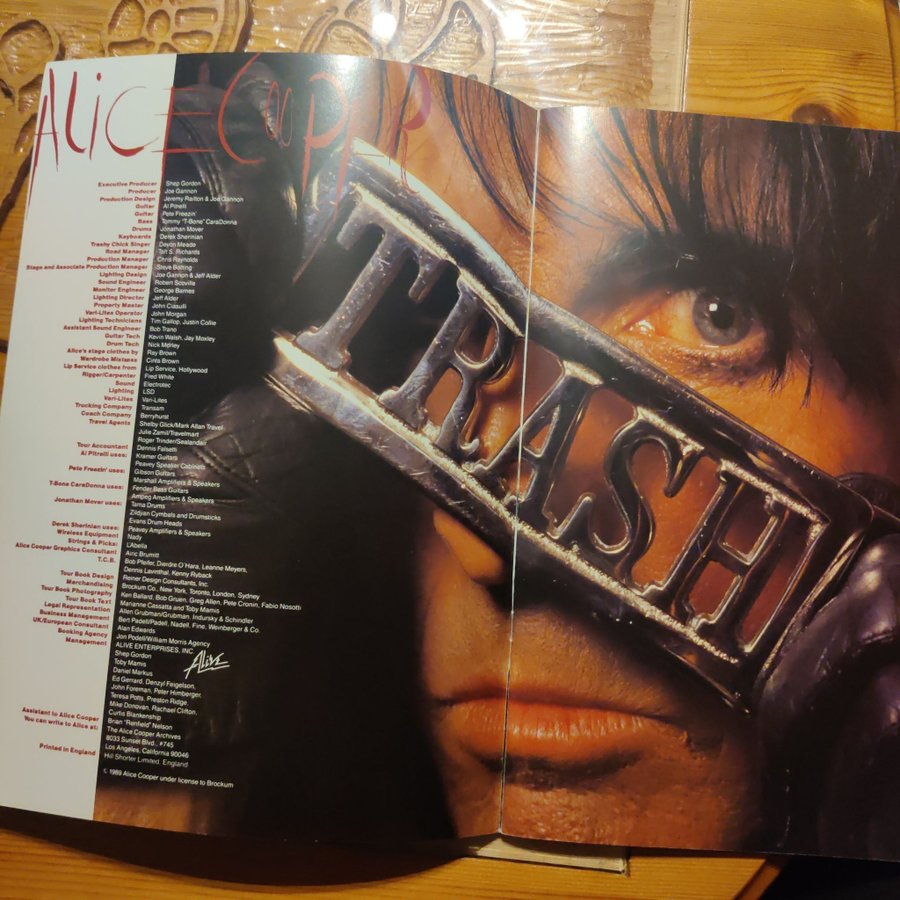 ALICE COOPER
Executive Producer Shep Gordon
Producer Joe Gannon
Production Design Jeremy Railton & Joe Gannon
Guitar Al Pitrelli
Guitar Pete Freezin
Bass Tommy "T-Bone" CaraDonna
Drums Jonathan Mover
Keyboards Derek Sherinian
Trashy Chick Singer Devon Meade
Road Manager S. Richards
Production Manager Chris Raynolds
Stage and Associate Production Manager Steve Botting
Lighting Design Joe Gannon & Jeff Alder
Sound Engineer Robert Scovilla
Monitor Engineer George Barnes
Lighting Director Jeff Alder
Property Master John Ciasulli
Vari-Lites Operator John Morgan
Lighting Technicians Tim Gallop, Justin Collie
Assistant Sound Engineer Bob Trano
Guitar Tech Kevin Walsh, Jay Moxley
Drum Tech Nick Morley
Alice's stage clothes by Ray Brown
Wardrobe Mistress Cinta Brown
Lip Service clothes from Lip Service, Hollywood
Rigger/Carpenter Fred White
Sound Electrotec
Lighting LSD
Vari-Lites Vari-Lites
Trucking Company Transam
Coach Company Berryhurst
Travel Agents Shelby Glick/Mark Allan Travel
Julie Zamil/Travelmart
Roger Trinder/Sealandair
Tour Accountant Dennis Falsetti
Al Pitrelli uses: Kramer Guitars
Peavey Speaker Cabinets
Pete Freezin' uses: Gibson Guitars
Marshall Amplifiers & Speakers
T-Bone CaraDonna uses: Fender Bass Guitars
Ampeg Amplifiers & Speakers
Jonathan Mover uses: Tama Drums
Zildjian Cymbals and Drumsticks
Evans Drum Heads
Derek Sherinian uses: Peavey Amplifiers & Speakers
Wireless Equipment Nady
Strings & Picks: L'Abella
Alice Cooper Graphics Consultant Airic Brumitt
T.C.B. Bob Pfeifer, Dierdre O'Hara, Leanne Meyers,
Dennis Lavinthal, Kenny Ryback
Tour Book Design Reiner Design Consultants, Inc.
Merchandising Brockum Co., New York, Toronto, London, Sydney
Tour Book Photography Ken Ballard, Bob Gruen, Greg Allen, Pete Cronin, Fabio Nosotti
Tour Book Text Marianne Cassatta and Toby Mamis
Legal Representation Allen Grubman/Grubman, Indursky & Schindler
Business Management Bert Padell/Padell, Nadell, Fine, Weinberger & Co.
UK/European Consultant Alan Edwards
Booking Agency Jon Podell/William Morris Agency
Management ALIVE ENTERPRISES, INC.
Alive
Shep Gordon
Toby Mamis
Daniel Markus
Ed Gerrard, Denzyl Feigelson,
John Foreman, Peter Himberger,
Teresa Potts, Preston Ridge,
Mike Donovan, Rachael Clifton,
Curtis Blankenship
Assistant to Alice Cooper Brian "Renfield" Nelson
You can write to Alice at: The Alice Cooper Archives
8033 Sunset Blvd., #745
Los Angeles, California 90046
Printed in England Hill Shorter Limited, England
© 1989 Alice Cooper under license to Brockum
TRASH